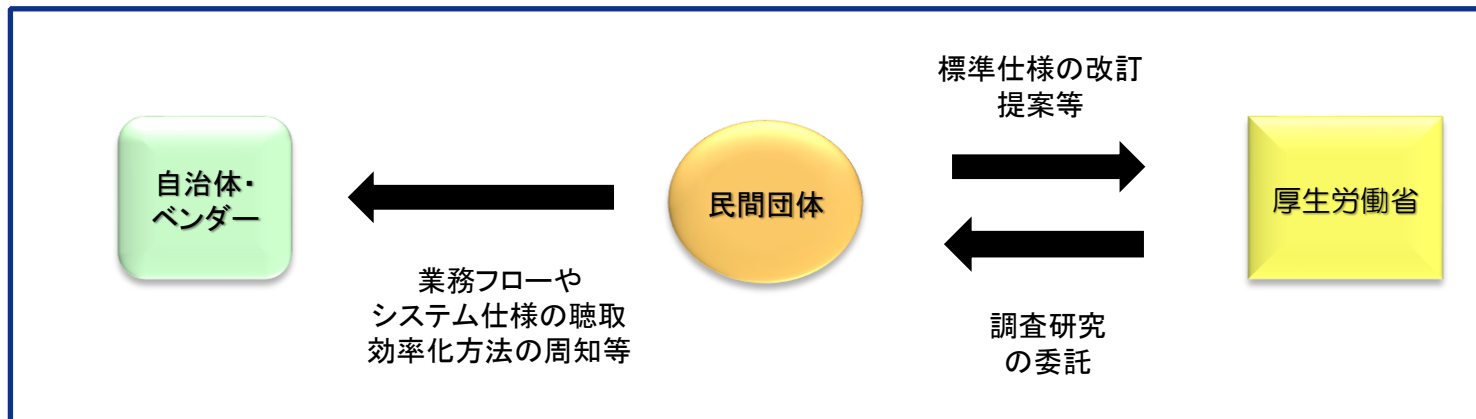 自治体・
ベンダー
業務フローや
システム仕様の聴取
効率化方法の周知等
民間団体
標準仕様の改訂
提案等
調査研究
の委託
厚生労働省